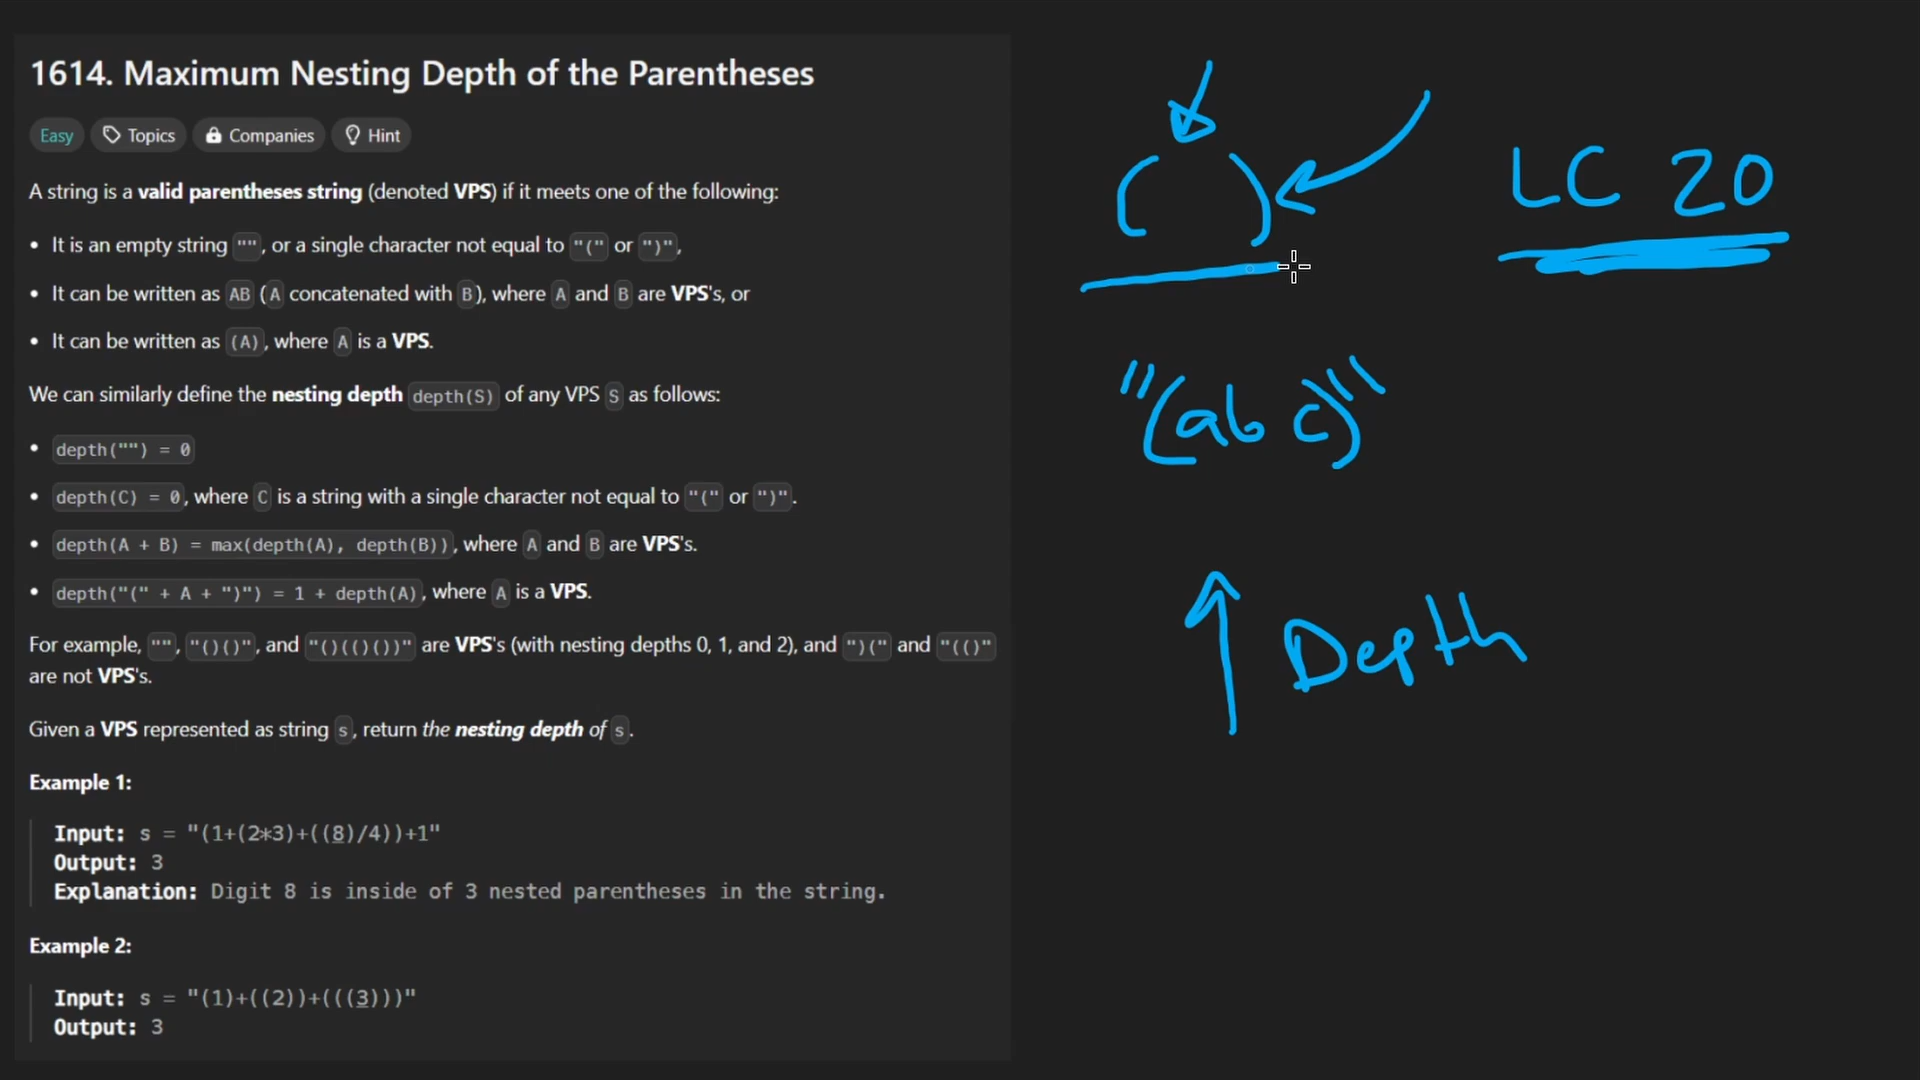 1614. Maximum Nesting Depth of the Parentheses
Easy Topics Companies Hint
A string is a valid parentheses string (denoted VPS) if it meets one of the following:
• It is an empty string "", or a single character not equal to "(" or ")",
• It can be written as AB (A concatenated with B), where A and B are VPS's, or
• It can be written as (A), where A is a VPS.
We can similarly define the nesting depth depth(S) of any VPS S as follows:
• depth("") = 0
• depth(C) = 0, where C is a string with a single character not equal to "(" or ")".
• depth(A + B) = max(depth(A), depth(B)), where A and B are VPS's.
• depth("(" + A + ")") = 1 + depth(A), where A is a VPS.
For example, "", "()()", and "()(()())" are VPS's (with nesting depths 0, 1, and 2), and ")(" and "(()"
are not VPS's.
Given a VPS represented as string s, return the nesting depth of s.
Example 1:
Input: s = "(1+(2*3)+((8)/4))+1"
Output: 3
Explanation: Digit 8 is inside of 3 nested parentheses in the string.
Example 2:
Input: s = "(1)+((2))+(((3)))"
Output: 3
( )
LC 20
"(abc)"
Depth